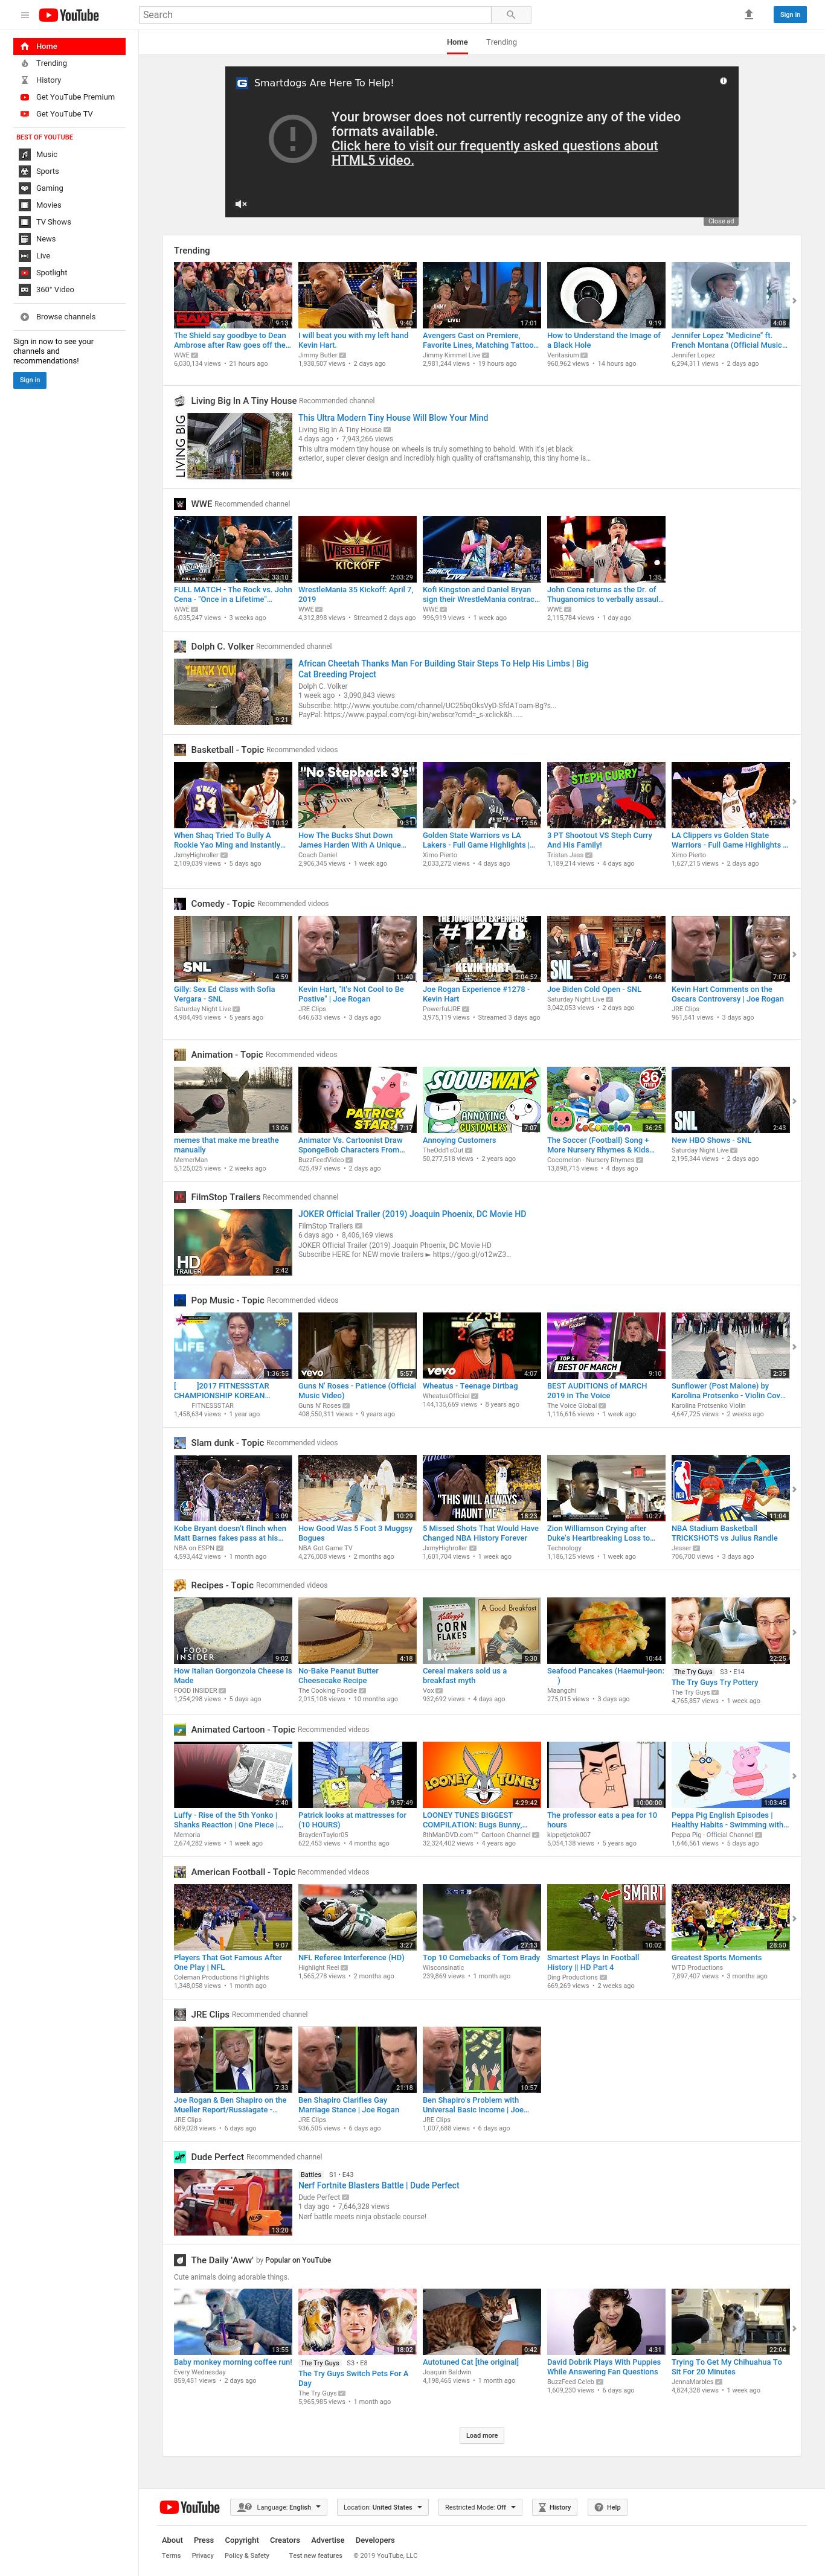 YouTube
Search
Sign in
Home
Trending
History
Get YouTube Premium
Get YouTube TV
BEST OF YOUTUBE
Music
Sports
Gaming
Movies
TV Shows
News
Live
Spotlight
360° Video
Browse channels
Sign in now to see your
channels and
recommendations!
Sign in
Home Trending
Smartdogs Are Here To Help!
Your browser does not currently recognize any of the video
formats available.
Click here to visit our frequently asked questions about
HTML5 video.
Close ad
Trending
9:13
The Shield say goodbye to Dean
Ambrose after Raw goes off the...
WWE
6,030,134 views • 21 hours ago
9:40
I will beat you with my left hand
Kevin Hart.
Jimmy Butler
1,938,507 views • 2 days ago
17:01
Avengers Cast on Premiere,
Favorite Lines, Matching Tattoo...
Jimmy Kimmel Live
2,981,244 views • 19 hours ago
9:19
How to Understand the Image of
a Black Hole
Veritasium
960,962 views • 14 hours ago
4:08
Jennifer Lopez "Medicine" ft.
French Montana (Official Music...
Jennifer Lopez
6,294,311 views • 2 days ago
Living Big In A Tiny House Recommended channel
LIVING BIG
18:40
This Ultra Modern Tiny House Will Blow Your Mind
Living Big In A Tiny House
4 days ago • 7,943,266 views
This ultra modern tiny house on wheels is truly something to behold. With it's jet black
exterior, super clever design and incredibly high quality of craftsmanship, this tiny home is...
WWE Recommended channel
FULL MATCH
33:10
FULL MATCH - The Rock vs. John
Cena - "Once in a Lifetime"...
WWE
6,035,247 views • 3 weeks ago
WRESTLEMANIA
KICKOFF
2:03:29
WrestleMania 35 Kickoff: April 7,
2019
WWE
4,312,898 views • Streamed 2 days ago
4:52
Kofi Kingston and Daniel Bryan
sign their WrestleMania contrac...
WWE
996,919 views • 1 week ago
1:35
John Cena returns as the Dr. of
Thuganomics to verbally assaul...
WWE
2,115,784 views • 1 day ago
Dolph C. Volker Recommended channel
THANK YOU!
9:21
African Cheetah Thanks Man For Building Stair Steps To Help His Limbs | Big
Cat Breeding Project
Dolph C. Volker
1 week ago • 3,090,843 views
Subscribe: http://www.youtube.com/channel/UC25bqOksVyD-SfdAToam-Bg?s...
PayPal: https://www.paypal.com/cgi-bin/webscr?cmd=_s-xclick&h......
Basketball - Topic Recommended videos
O'NEAL
34
10:12
When Shaq Tried To Bully A
Rookie Yao Ming and Instantly...
JxmyHighroller
2,109,039 views • 5 days ago
"No Stepback 3's"
9:31
How The Bucks Shut Down
James Harden With A Unique...
Coach Daniel
2,906,345 views • 1 week ago
12:56
Golden State Warriors vs LA
Lakers - Full Game Highlights |...
Ximo Pierto
2,033,272 views • 4 days ago
STEPH CURRY
10:09
3 PT Shootout VS Steph Curry
And His Family!
Tristan Jass
1,189,214 views • 4 days ago
30
12:44
LA Clippers vs Golden State
Warriors - Full Game Highlights ...
Ximo Pierto
1,627,215 views • 2 days ago
Comedy - Topic Recommended videos
SNL
4:59
Gilly: Sex Ed Class with Sofia
Vergara - SNL
Saturday Night Live
4,984,495 views • 5 years ago
11:40
Kevin Hart, "It's Not Cool to Be
Postive" | Joe Rogan
JRE Clips
646,633 views • 3 days ago
THE JOE ROGAN EXPERIENCE
#1278
KEVIN HART
2:04:52
Joe Rogan Experience #1278 -
Kevin Hart
PowerfulJRE
3,975,119 views • Streamed 3 days ago
SNL
6:46
Joe Biden Cold Open - SNL
Saturday Night Live
3,042,053 views • 2 days ago
7:07
Kevin Hart Comments on the
Oscars Controversy | Joe Rogan
JRE Clips
961,541 views • 3 days ago
Animation - Topic Recommended videos
13:06
memes that make me breathe
manually
MemerMan
5,125,025 views • 2 weeks ago
PATRICK
STAR?
7:17
Animator Vs. Cartoonist Draw
SpongeBob Characters From...
BuzzFeedVideo
425,497 views • 2 days ago
SOOUBWAY 2
ANNOYING
CUSTOMERS
7:07
Annoying Customers
TheOdd1sOut
50,277,518 views • 2 years ago
36 min
COCOMELON
36:25
The Soccer (Football) Song +
More Nursery Rhymes & Kids...
Cocomelon - Nursery Rhymes
13,898,715 views • 4 days ago
SNL
2:43
New HBO Shows - SNL
Saturday Night Live
2,195,344 views • 2 days ago
FilmStop Trailers Recommended channel
HD
TRAILER
2:42
JOKER Official Trailer (2019) Joaquin Phoenix, DC Movie HD
FilmStop Trailers
6 days ago • 8,406,169 views
JOKER Official Trailer (2019) Joaquin Phoenix, DC Movie HD
Subscribe HERE for NEW movie trailers ► https://goo.gl/o12wZ3...
Pop Music - Topic Recommended videos
LIFE
1:36:55
[ ]2017 FITNESSSTAR
CHAMPIONSHIP KOREAN...
FITNESSSTAR
1,458,634 views • 1 year ago
vevo
5:57
Guns N' Roses - Patience (Official
Music Video)
Guns N' Roses
408,550,311 views • 9 years ago
22:54
vevo
4:07
Wheatus - Teenage Dirtbag
WheatusOfficial
144,135,669 views • 8 years ago
TOP 5
BEST OF MARCH
9:10
BEST AUDITIONS of MARCH
2019 in The Voice
The Voice Global
1,116,616 views • 1 week ago
2:35
Sunflower (Post Malone) by
Karolina Protsenko - Violin Cov...
Karolina Protsenko Violin
4,647,725 views • 2 weeks ago
Slam dunk - Topic Recommended videos
3:09
Kobe Bryant doesn't flinch when
Matt Barnes fakes pass at his...
NBA on ESPN
4,593,442 views • 1 month ago
10:29
How Good Was 5 Foot 3 Muggsy
Bogues
NBA Got Game TV
4,276,008 views • 2 months ago
"THIS WILL ALWAYS
HAUNT ME"
18:23
5 Missed Shots That Would Have
Changed NBA History Forever
JxmyHighroller
1,601,704 views • 1 week ago
10:27
Zion Williamson Crying after
Duke's Heartbreaking Loss to...
Technology
1,186,125 views • 1 week ago
NBA
11:04
NBA Stadium Basketball
TRICKSHOTS vs Julius Randle
Jesser
706,700 views • 3 days ago
Recipes - Topic Recommended videos
FOOD
INSIDER
9:02
How Italian Gorgonzola Cheese Is
Made
FOOD INSIDER
1,254,298 views • 5 days ago
4:18
No-Bake Peanut Butter
Cheesecake Recipe
The Cooking Foodie
2,015,108 views • 10 months ago
Kellogg's
CORN
FLAKES
A Good Breakfast
Vox
5:30
Cereal makers sold us a
breakfast myth
Vox
932,692 views • 4 days ago
10:44
Seafood Pancakes (Haemul-jeon:
)
Maangchi
275,015 views • 3 days ago
22:25
The Try Guys S3 • E14
The Try Guys Try Pottery
The Try Guys
4,765,857 views • 1 week ago
Animated Cartoon - Topic Recommended videos
2:40
Luffy - Rise of the 5th Yonko |
Shanks Reaction | One Piece |...
Memoria
2,674,282 views • 1 week ago
9:57:49
Patrick looks at mattresses for
(10 HOURS)
BraydenTaylor05
622,453 views • 4 months ago
LOONEY TUNES
4:29:42
LOONEY TUNES BIGGEST
COMPILATION: Bugs Bunny,...
8thManDVD.com™ Cartoon Channel
32,324,402 views • 4 years ago
10:00:00
The professor eats a pea for 10
hours
kippetjetok007
5,054,138 views • 5 years ago
1:03:45
Peppa Pig English Episodes |
Healthy Habits - Swimming with...
Peppa Pig - Official Channel
1,646,561 views • 5 days ago
American Football - Topic Recommended videos
9:07
Players That Got Famous After
One Play | NFL
Coleman Productions Highlights
1,348,058 views • 1 month ago
3:27
NFL Referee Interference (HD)
Highlight Reel
1,565,278 views • 2 months ago
27:13
Top 10 Comebacks of Tom Brady
Wisconsinatic
239,869 views • 1 month ago
SMART
10:02
Smartest Plays In Football
History || HD Part 4
Ding Productions
669,269 views • 2 weeks ago
28:50
Greatest Sports Moments
WTD Productions
7,897,407 views • 3 months ago
JRE Clips Recommended channel
7:33
Joe Rogan & Ben Shapiro on the
Mueller Report/Russiagate -...
JRE Clips
689,028 views • 6 days ago
21:18
Ben Shapiro Clarifies Gay
Marriage Stance | Joe Rogan
JRE Clips
936,505 views • 6 days ago
10:57
Ben Shapiro's Problem with
Universal Basic Income | Joe...
JRE Clips
1,007,688 views • 6 days ago
Dude Perfect Recommended channel
NERF
13:20
Battles S1 • E43
Nerf Fortnite Blasters Battle | Dude Perfect
Dude Perfect
1 day ago • 7,646,328 views
Nerf battle meets ninja obstacle course!
The Daily 'Aww' by Popular on YouTube
Cute animals doing adorable things.
13:55
Baby monkey morning coffee run!
Every Wednesday
859,451 views • 2 days ago
18:02
The Try Guys S3 • E8
The Try Guys Switch Pets For A
Day
The Try Guys
5,965,985 views • 1 month ago
0:42
Autotuned Cat [the original]
Joaquin Baldwin
4,198,465 views • 1 month ago
4:31
David Dobrik Plays With Puppies
While Answering Fan Questions
BuzzFeed Celeb
1,609,230 views • 6 days ago
22:04
Trying To Get My Chihuahua To
Sit For 20 Minutes
JennaMarbles
4,824,328 views • 1 week ago
Load more
YouTube
Language: English
Location: United States
Restricted Mode: Off
History
Help
About Press Copyright Creators Advertise Developers
Terms Privacy Policy & Safety Test new features © 2019 YouTube, LLC